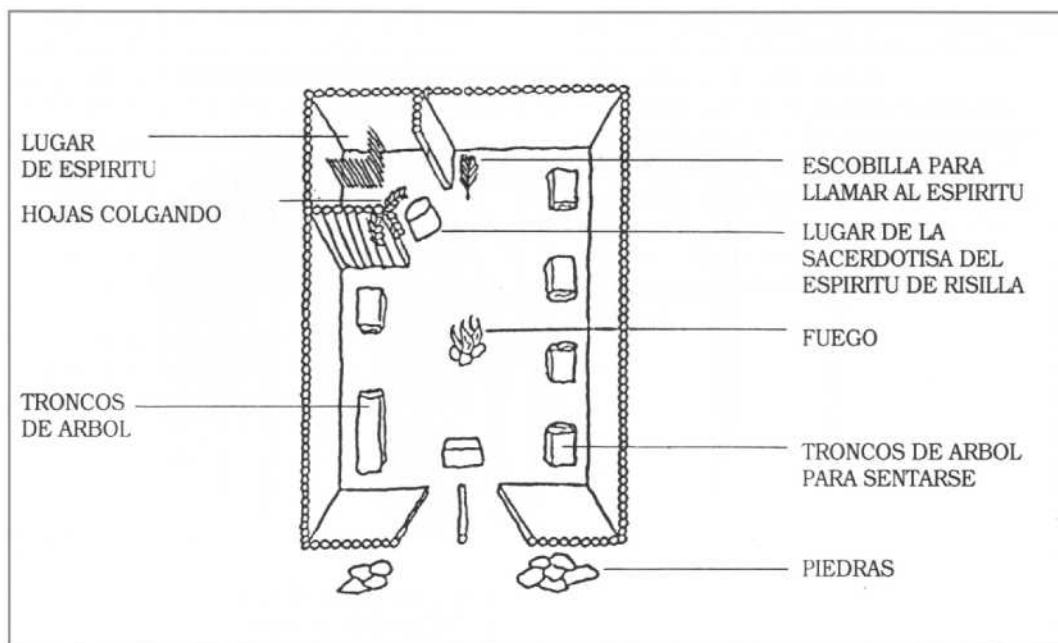 LUGAR
DE ESPIRITU
HOJAS COLGANDO
TRONCOS
DE ARBOL
ESCOBILLA PARA
LLAMAR AL ESPIRITU
LUGAR DE LA
SACERDOTISA DEL
ESPIRITU DE RISILLA
FUEGO
TRONCOS DE ARBOL
PARA SENTARSE
PIEDRAS